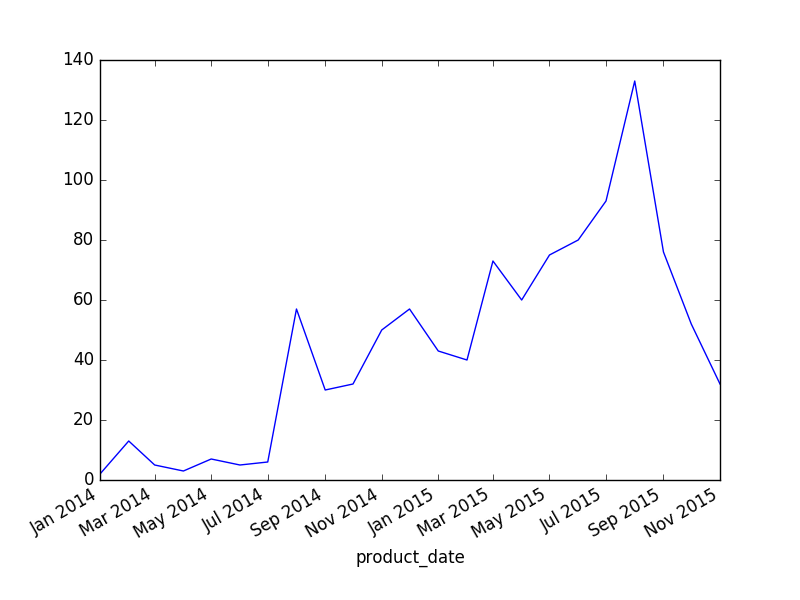 140
120
100
80
60
40
20
0
Jan 2014
Mar 2014
May 2014
Jul 2014
Sep 2014
Nov 2014
Jan 2015
Mar 2015
May 2015
Jul 2015
Sep 2015
Nov 2015
product_date